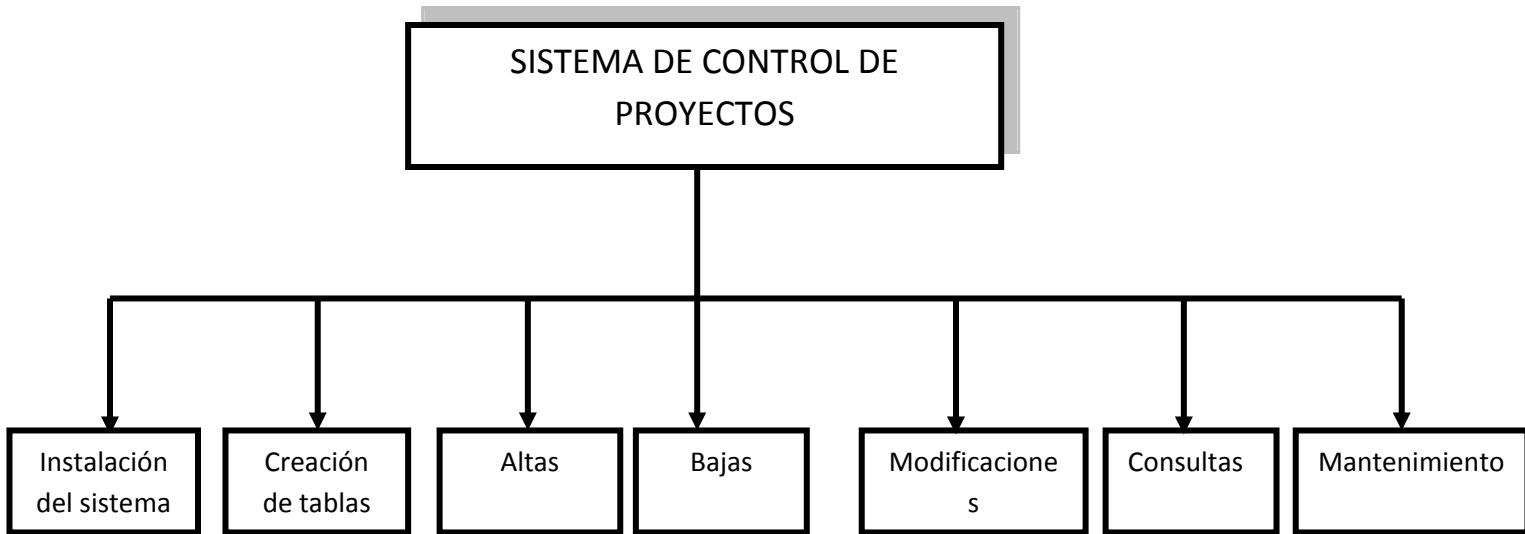 SISTEMA DE CONTROL DE
PROYECTOS
Instalación
del sistema
Creación
de tablas
Altas
Bajas
Modificacione
s
Consultas
Mantenimiento